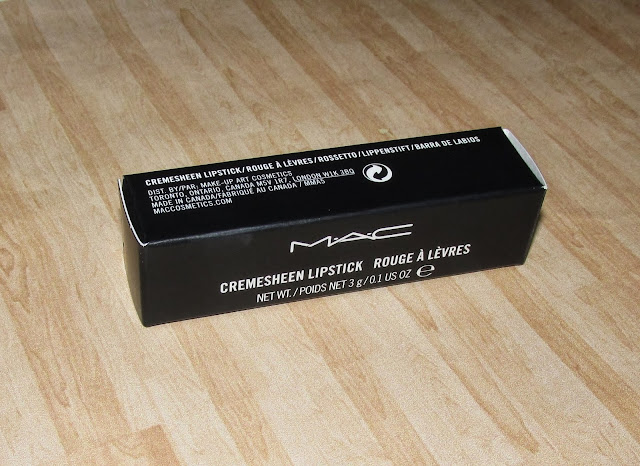 CREMESHEEN LIPSTICK/ROUGE À LÈVRES/ROSSETTO/LIPPENSTIFT/BARRA DE LABIOS
DIST. BY/PAR: MAKE-UP ART COSMETICS
TORONTO, ONTARIO, CANADA M5V 1R7, LONDON W1K 3BQ
MADE IN CANADA/FABRIQUÉ AU CANADA / MMAS
MACCOSMETICS.COM
M·A·C
CREMESHEEN LIPSTICK ROUGE À LÈVRES
NET WT./POIDS NET 3 g/0.1 US OZ ℮